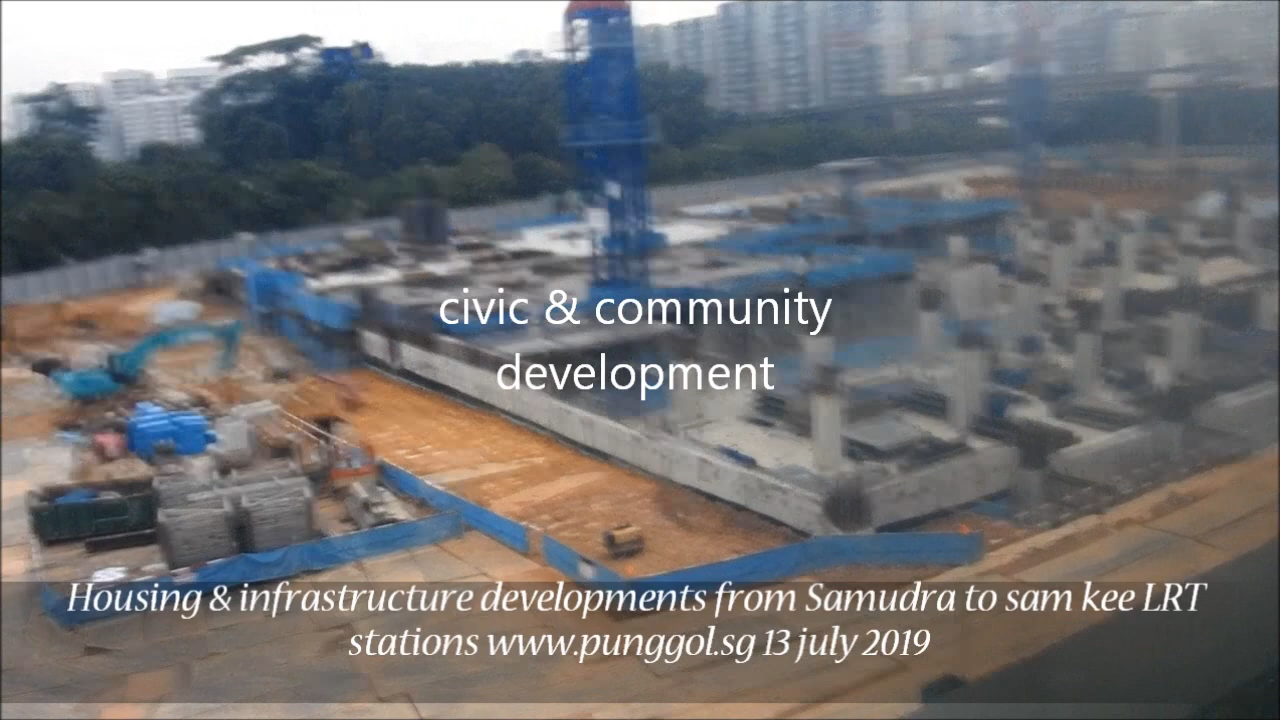 civic & community
development
Housing & infrastructure developments from Samudra to sam kee LRT
stations www.punggol.sg 13 july 2019